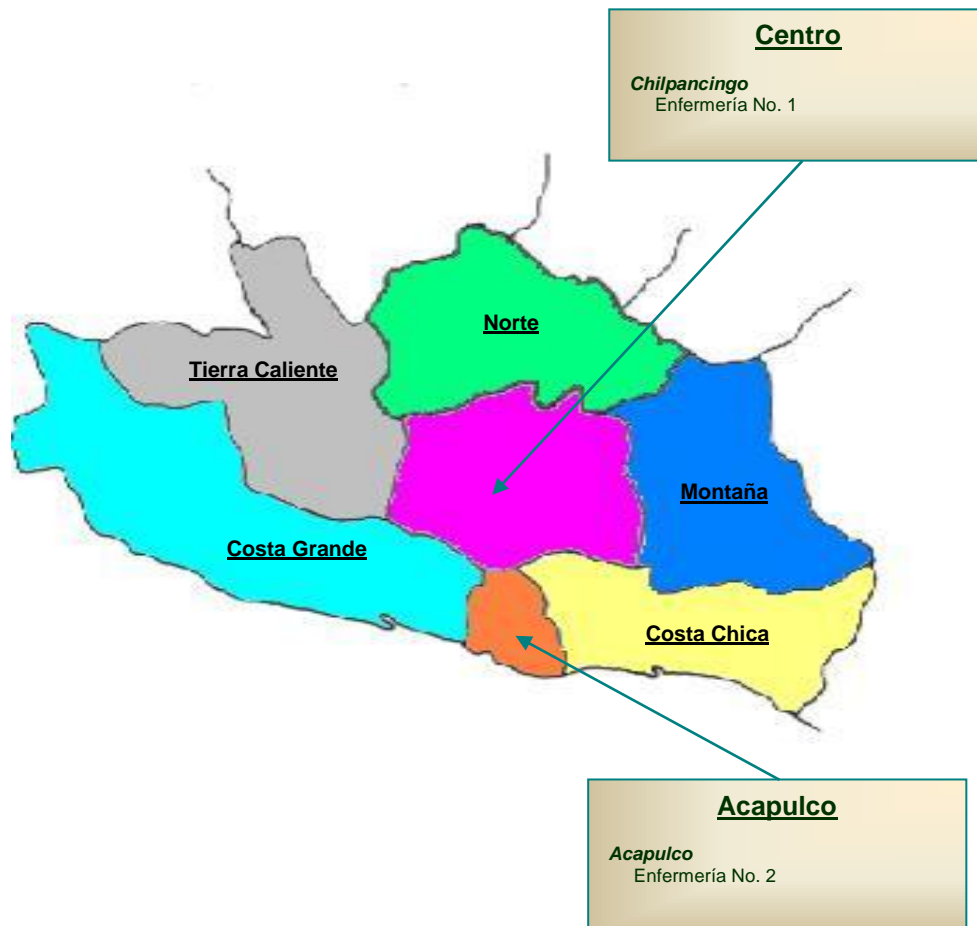 Centro
Chilpancingo
Enfermería No. 1
Norte
Tierra Caliente
Montaña
Costa Grande
Costa Chica
Acapulco
Acapulco
Enfermería No. 2